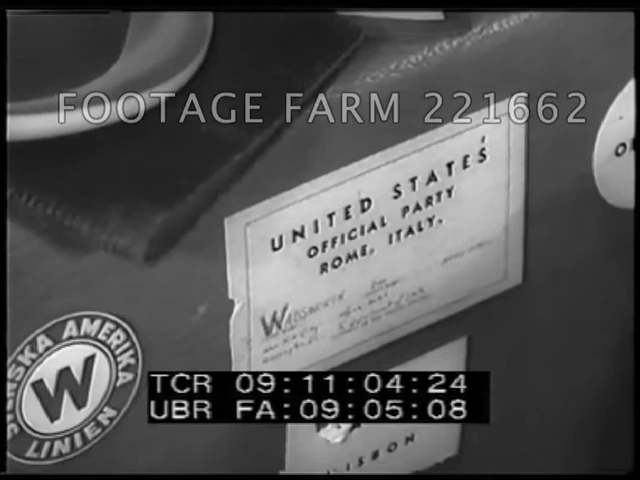 FOOTAGE FARM 221662
UNITED STATES
OFFICIAL PARTY
ROME, ITALY.
WADSWORTH
SVENSKA AMERIKA
W
LINIEN
TCR 09:11:04:24
UBR FA:09:05:08
LISBON